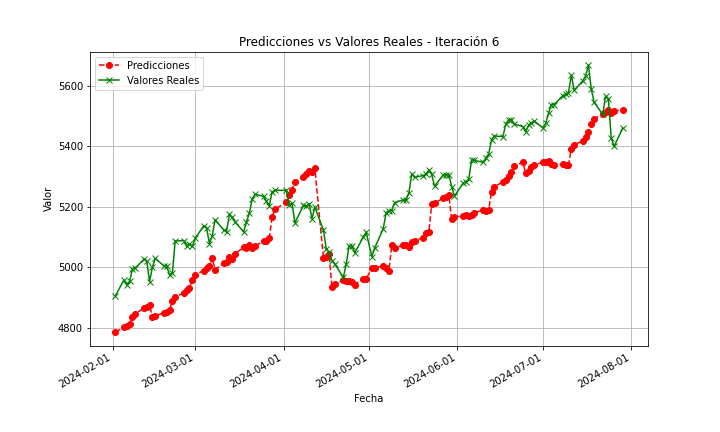 Predicciones vs Valores Reales - Iteración 6
Predicciones
Valores Reales
Valor
5600
5400
5200
5000
4800
2024-02-01
2024-03-01
2024-04-01
2024-05-01
2024-06-01
2024-07-01
2024-08-01
Fecha